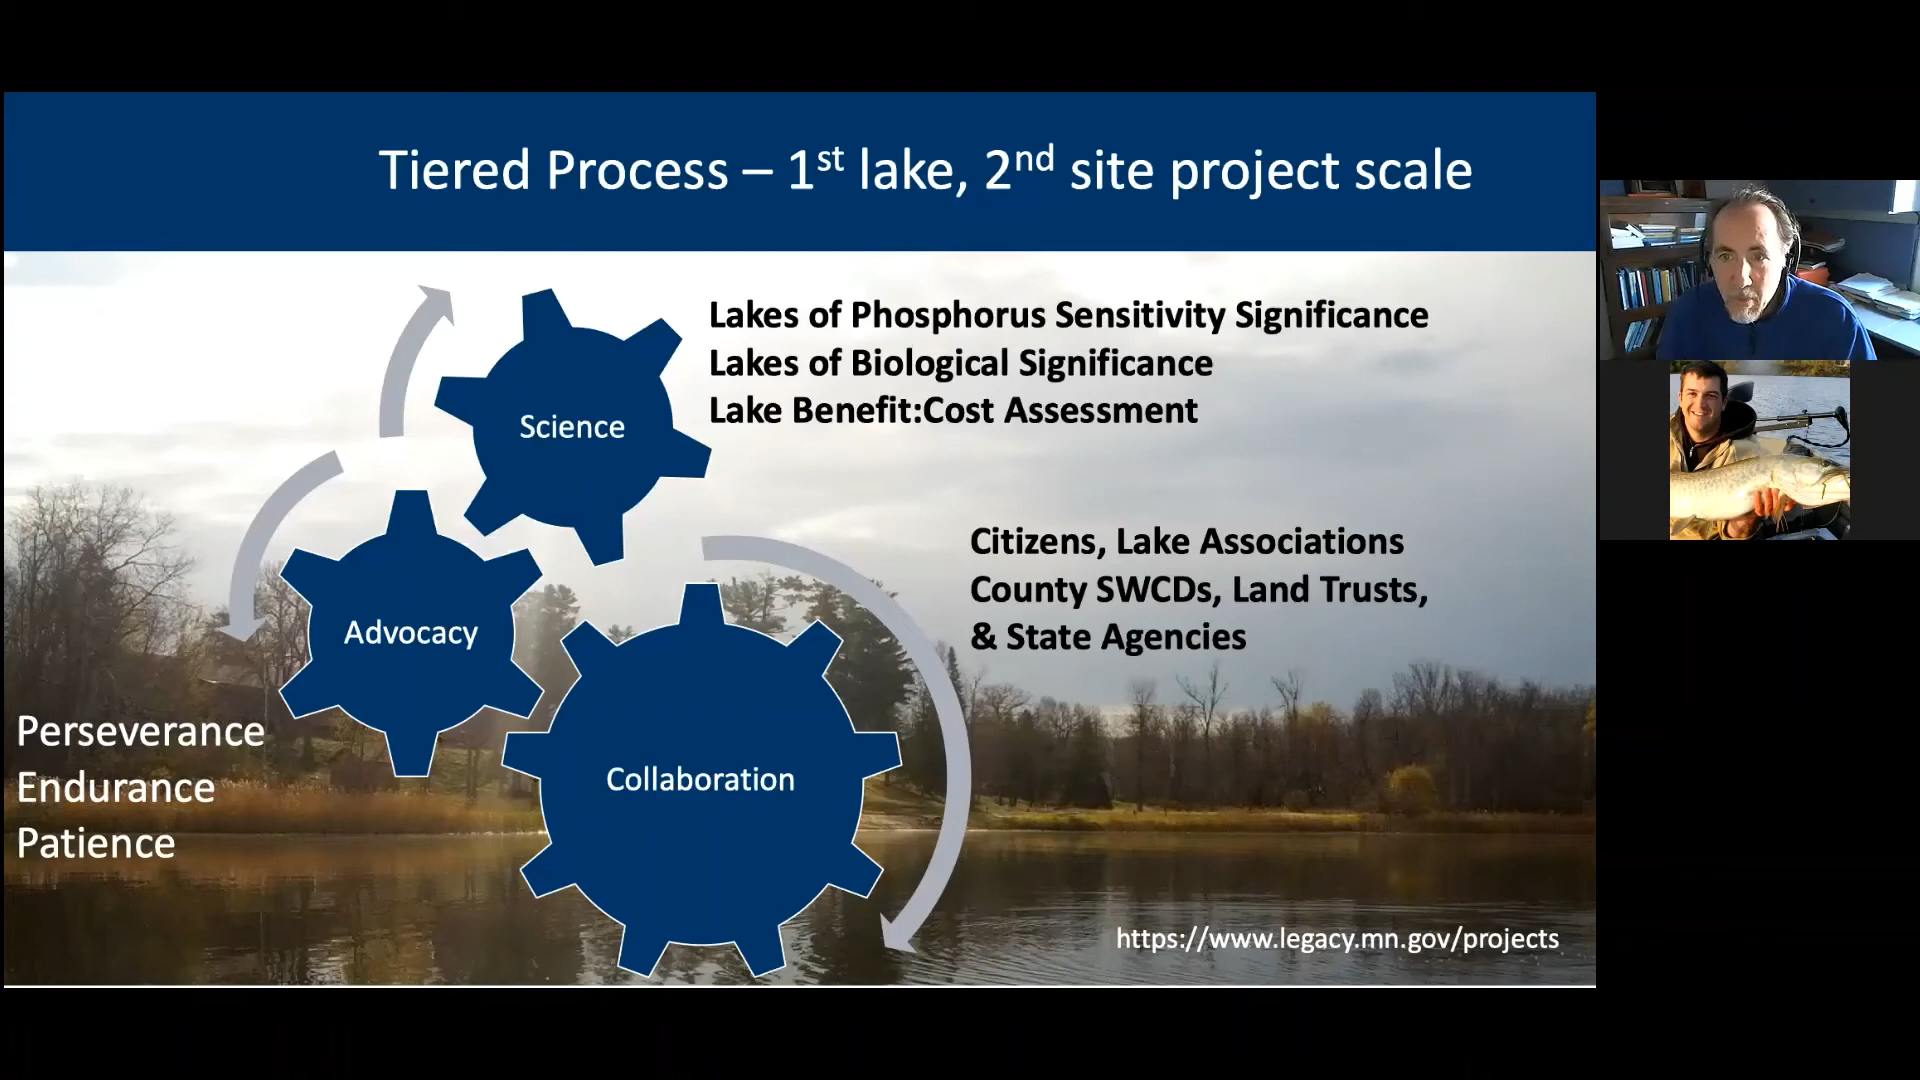 Tiered Process – 1st lake, 2nd site project scale
Science
Lakes of Phosphorus Sensitivity Significance
Lakes of Biological Significance
Lake Benefit:Cost Assessment
Advocacy
Citizens, Lake Associations
County SWCDs, Land Trusts,
& State Agencies
Collaboration
Perseverance
Endurance
Patience
https://www.legacy.mn.gov/projects